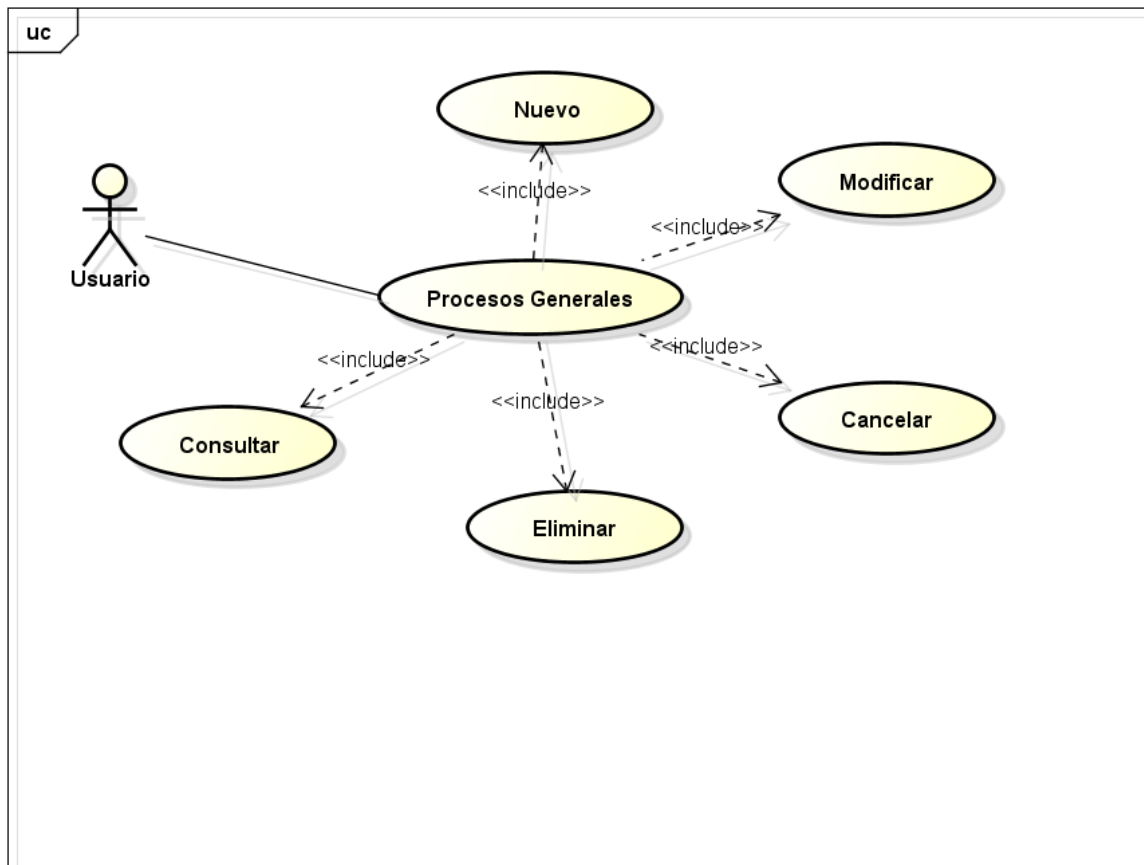 uc
Nuevo
Modificar
<<include>>
<<include>>
Usuario
Procesos Generales
<<include>>
<<include>>
<<include>>
Consultar
Cancelar
Eliminar